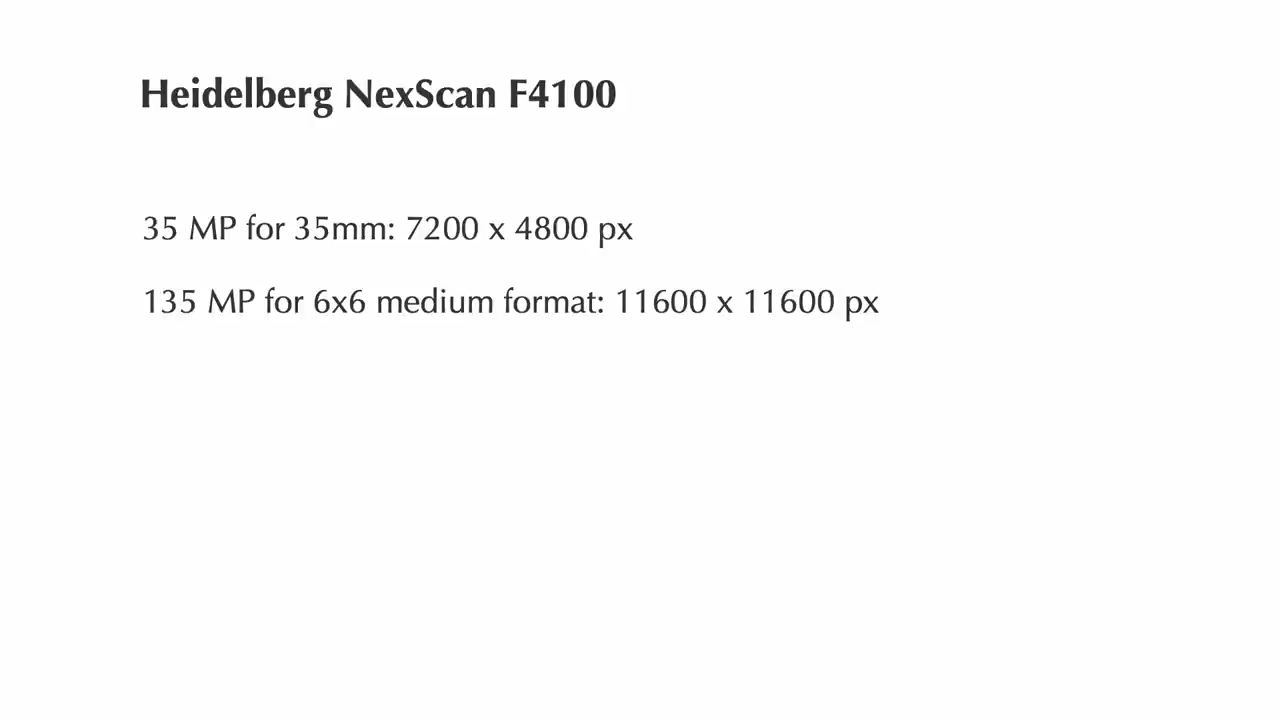 Heidelberg NexScan F4100
35 MP for 35mm: 7200 x 4800 px
135 MP for 6x6 medium format: 11600 x 11600 px